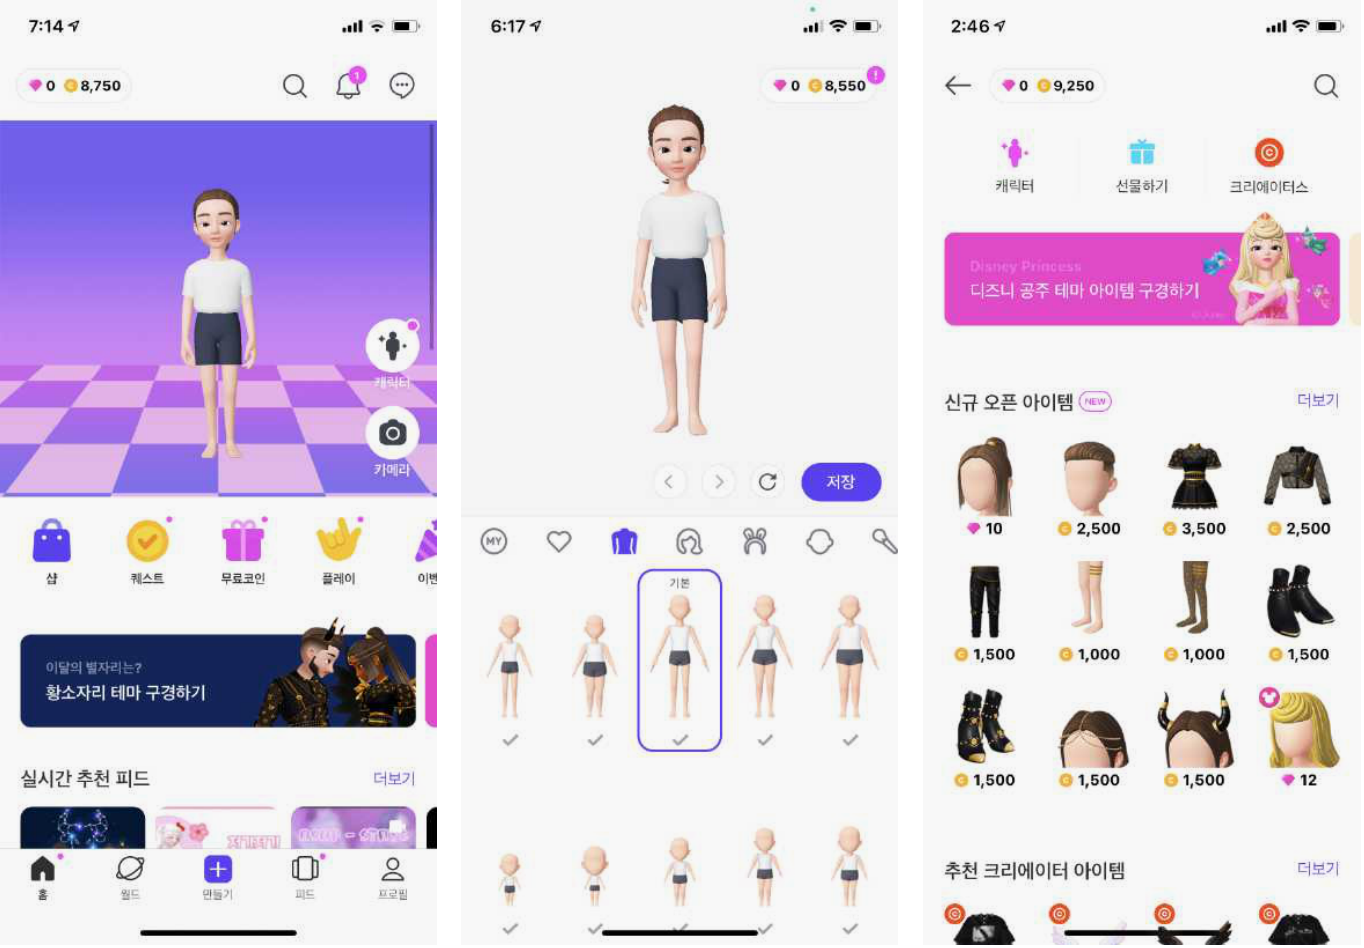 7:14
0 8,750
1
캐릭터
카메라
샵
퀘스트
무료코인
플레이
이벤
이달의 별자리는?
황소자리 테마 구경하기
실시간 추천 피드
더보기
홈
월드
만들기
피드
프로필
6:17
0 8,550
!
저장
MY
기본
2:46
0 9,250
캐릭터
선물하기
크리에이터스
Disney Princess
디즈니 공주 테마 아이템 구경하기
신규 오픈 아이템 NEW
더보기
10
2,500
3,500
2,500
1,500
1,000
1,000
1,500
1,500
1,500
1,500
12
추천 크리에이터 아이템
더보기